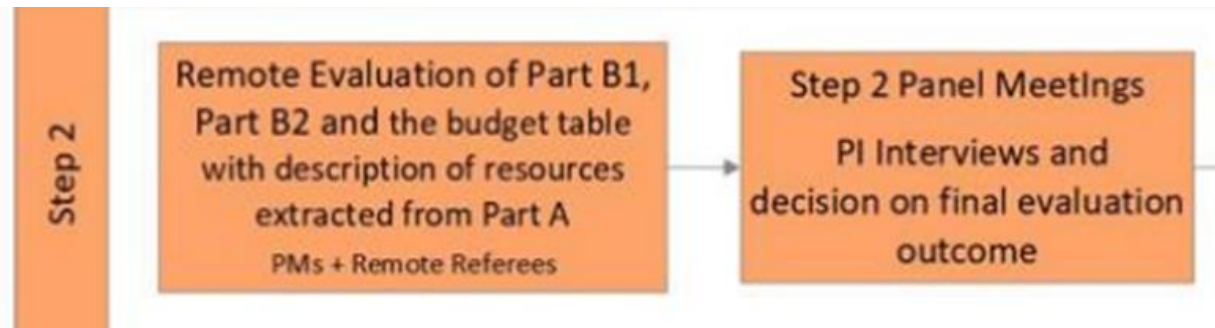 Step 2
Remote Evaluation of Part B1,
Part B2 and the budget table
with description of resources
extracted from Part A
PMs + Remote Referees
Step 2 Panel MeetIngs
PI Interviews and
decision on final evaluation
outcome